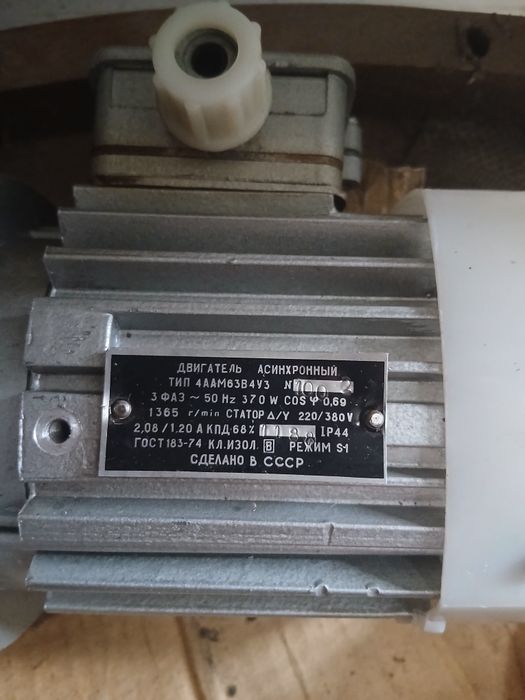 ДВИГАТЕЛЬ АСИНХРОННЫЙ
ТИП 4ААМ63В4У3 N
3 ФАЗ ~ 50 Hz 370 W COS φ 0,69
1365 r/min СТАТОР Δ/Y 220/380 V
2,08/1,20 А КПД 68% IP44
ГОСТ 183-74 КЛ.ИЗОЛ. В РЕЖИМ S1
СДЕЛАНО В СССР